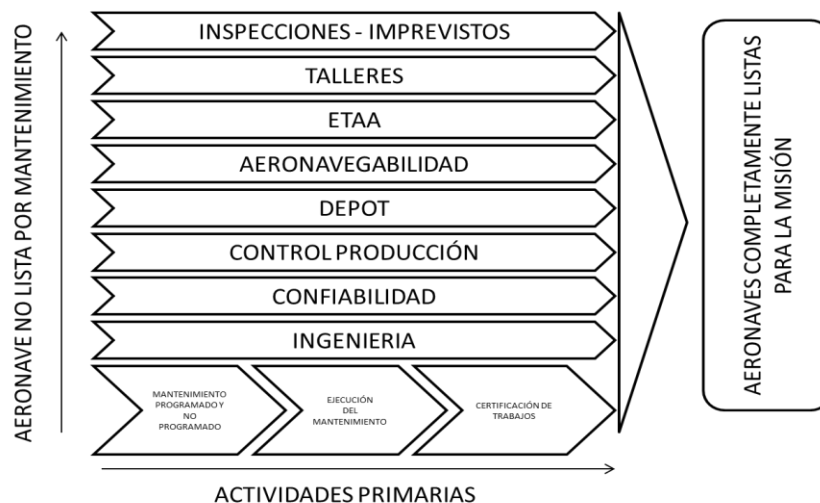 AERONAVE NO LISTA POR MANTENIMIENTO
INSPECCIONES - IMPREVISTOS
TALLERES
ETAA
AERONAVEGABILIDAD
DEPOT
CONTROL PRODUCCIÓN
CONFIABILIDAD
INGENIERIA
MANTENIMIENTO
PROGRAMADO Y
NO
PROGRAMADO
EJECUCIÓN
DEL
MANTENIMIENTO
CERTIFICACIÓN DE
TRABAJOS
ACTIVIDADES PRIMARIAS
AERONAVES COMPLETAMENTE LISTAS
PARA LA MISIÓN